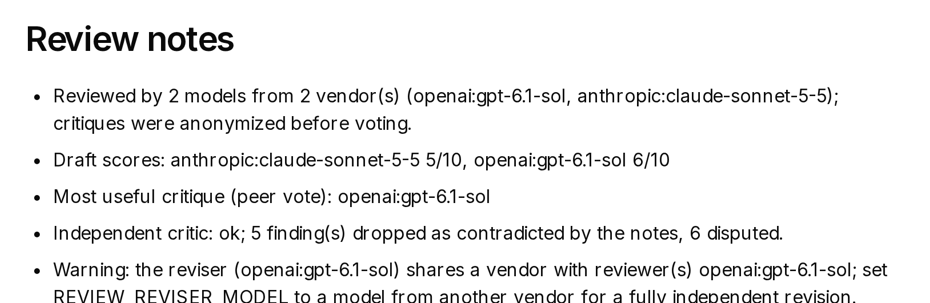 Review notes
• Reviewed by 2 models from 2 vendor(s) (openai:gpt-6.1-sol, anthropic:claude-sonnet-5-5);
critiques were anonymized before voting.
• Draft scores: anthropic:claude-sonnet-5-5 5/10, openai:gpt-6.1-sol 6/10
• Most useful critique (peer vote): openai:gpt-6.1-sol
• Independent critic: ok; 5 finding(s) dropped as contradicted by the notes, 6 disputed.
• Warning: the reviser (openai:gpt-6.1-sol) shares a vendor with reviewer(s) openai:gpt-6.1-sol; set
REVIEW_REVISER_MODEL to a model from another vendor for a fully independent revision.